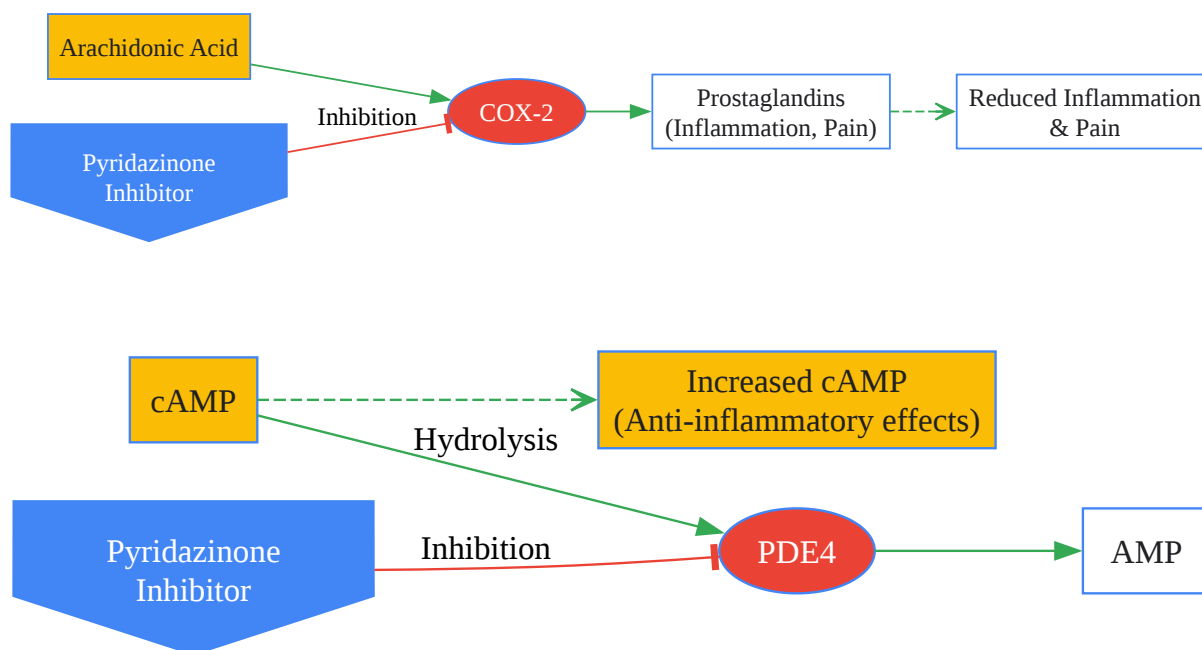 Arachidonic Acid
Inhibition
COX-2
Prostaglandins
(Inflammation, Pain)
Reduced Inflammation
& Pain
Pyridazinone
Inhibitor
cAMP
Increased cAMP
(Anti-inflammatory effects)
Hydrolysis
Pyridazinone
Inhibitor
Inhibition
PDE4
AMP